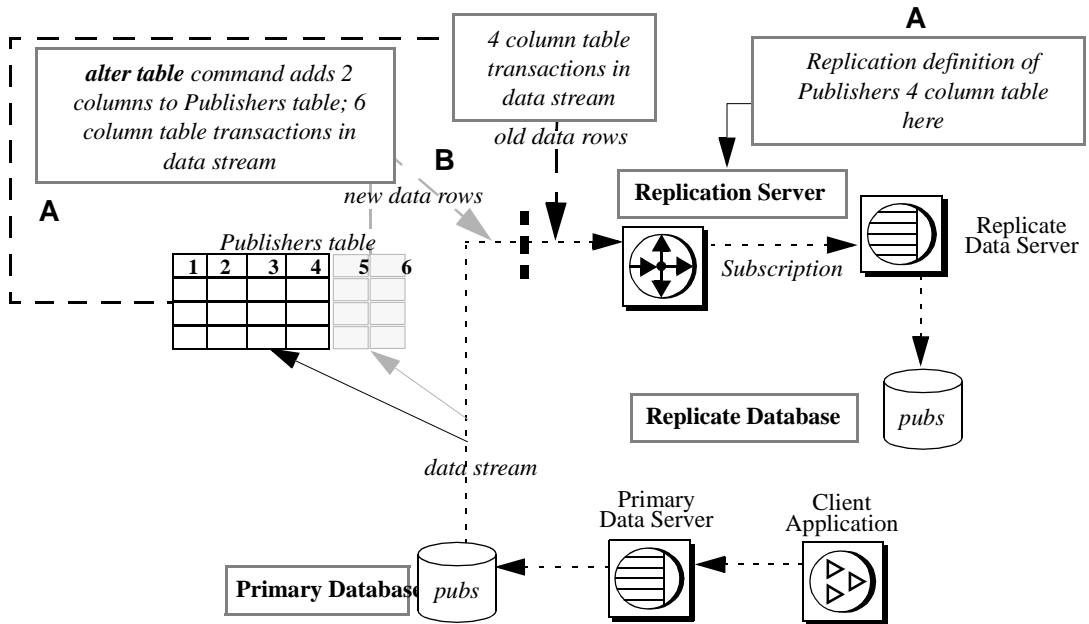 A
4 column table
transactions in
data stream
alter table command adds 2
columns to Publishers table; 6
column table transactions in
data stream
Replication definition of
Publishers 4 column table
here
old data rows
B
new data rows
A
Replication Server
Publishers table
Replicate
Data Server
1 2 3 4 5 6
Subscription
Replicate Database
pubs
data stream
Primary
Data Server
Client
Application
Primary Database
pubs